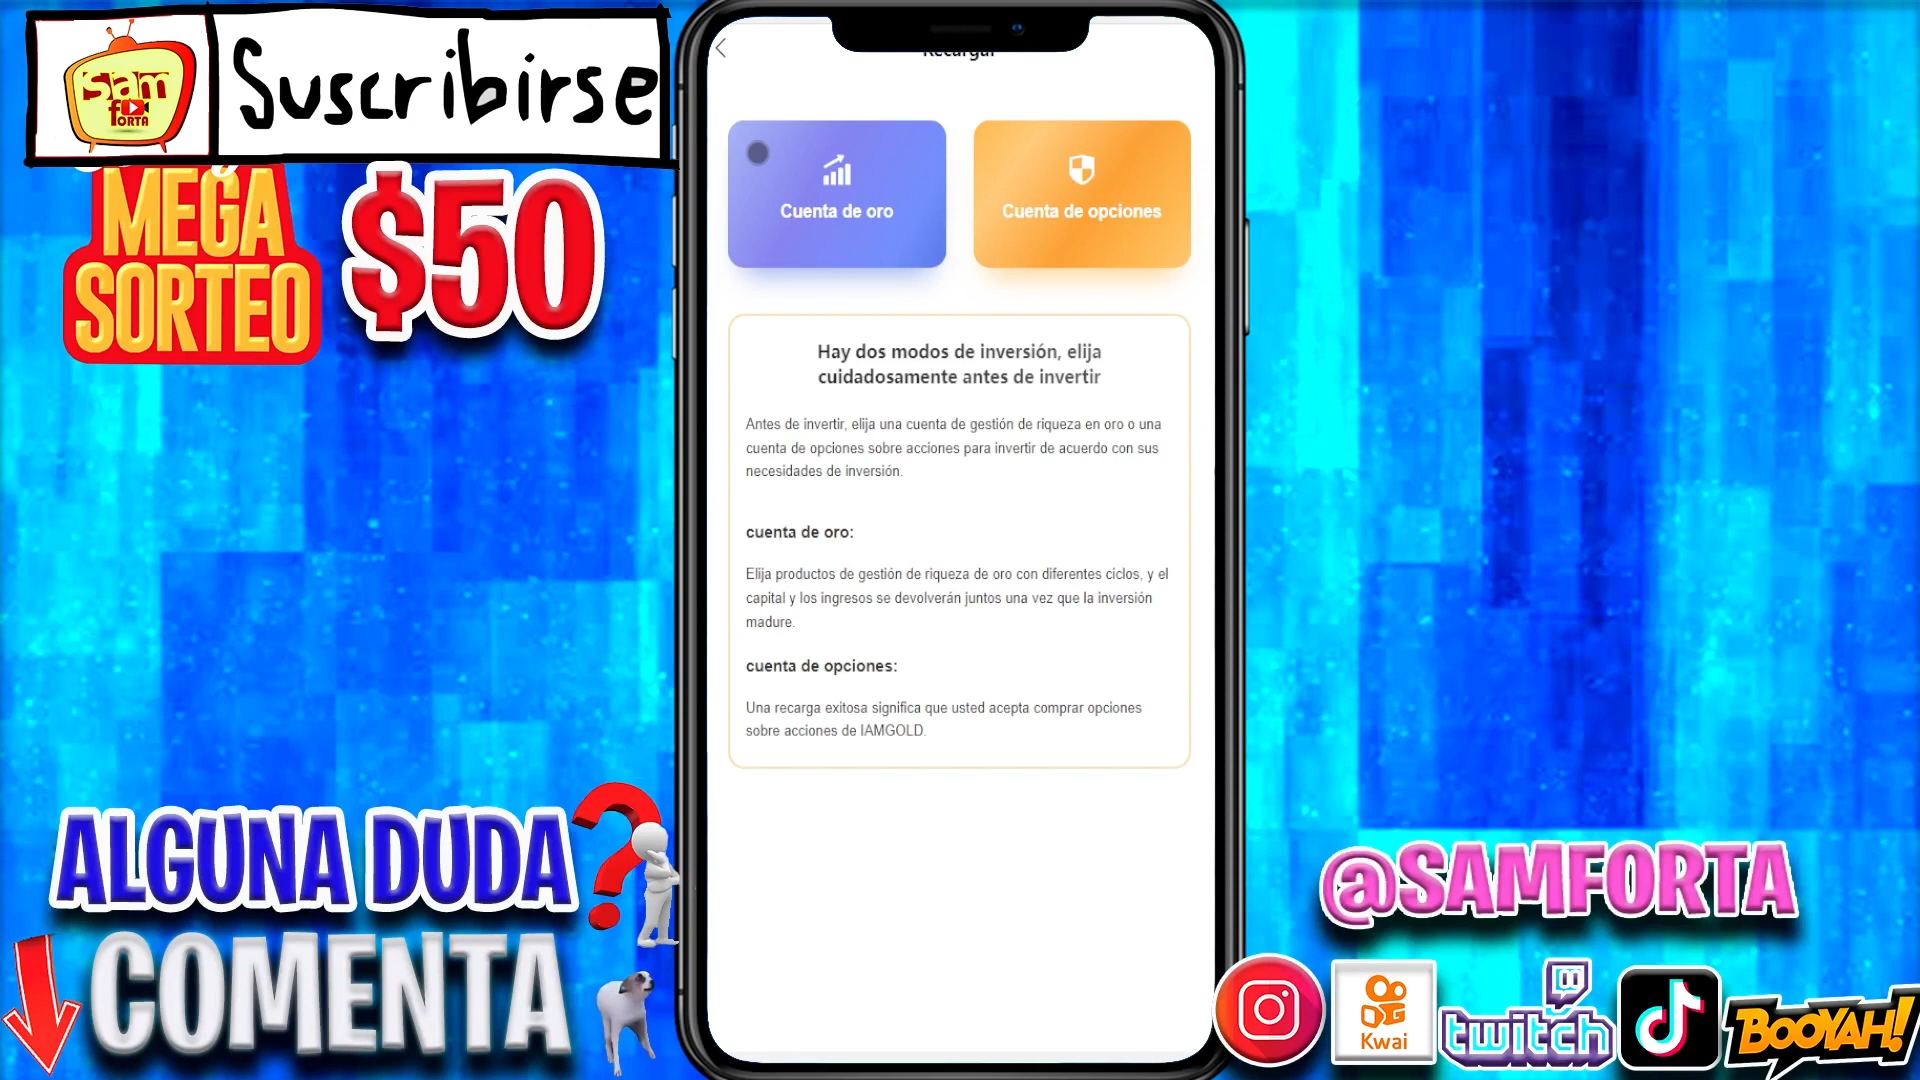 Sam
forta
Suscribirse
MEGA
SORTEO
$50
Recargar
Cuenta de oro
Cuenta de opciones
Hay dos modos de inversión, elija
cuidadosamente antes de invertir
Antes de invertir, elija una cuenta de gestión de riqueza en oro o una
cuenta de opciones sobre acciones para invertir de acuerdo con sus
necesidades de inversión.
cuenta de oro:
Elija productos de gestión de riqueza de oro con diferentes ciclos, y el
capital y los ingresos se devolverán juntos una vez que la inversión
madure.
cuenta de opciones:
Una recarga exitosa significa que usted acepta comprar opciones
sobre acciones de IAMGOLD.
ALGUNA DUDA?
COMENTA
@SAMFORTA
Kwai
twitch
BOOYAH!